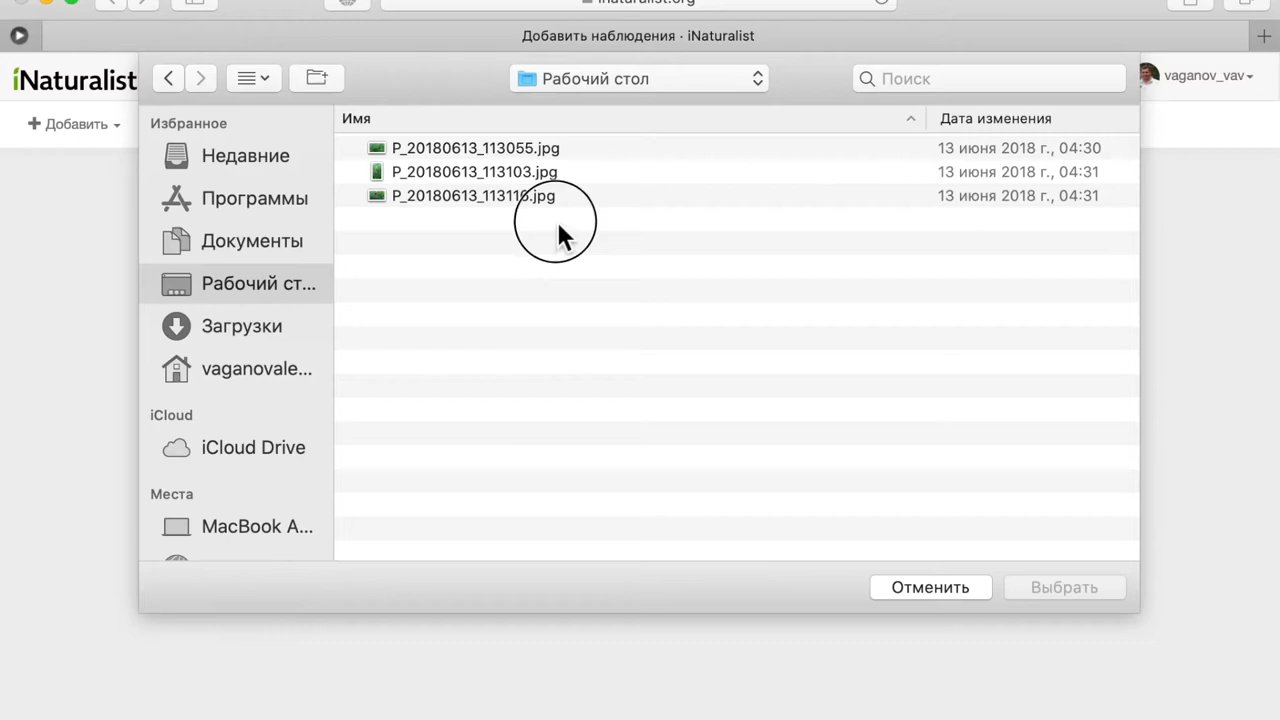 inaturalist.org
Добавить наблюдения · iNaturalist
iNaturalist
vaganov_vav
Добавить
Рабочий стол
Поиск
Избранное
Недавние
Программы
Документы
Рабочий ст...
Загрузки
vaganovale...
iCloud
iCloud Drive
Места
MacBook A...
Имя
Дата изменения
P_20180613_113055.jpg
13 июня 2018 г., 04:30
P_20180613_113103.jpg
13 июня 2018 г., 04:31
P_20180613_113116.jpg
13 июня 2018 г., 04:31
Отменить
Выбрать